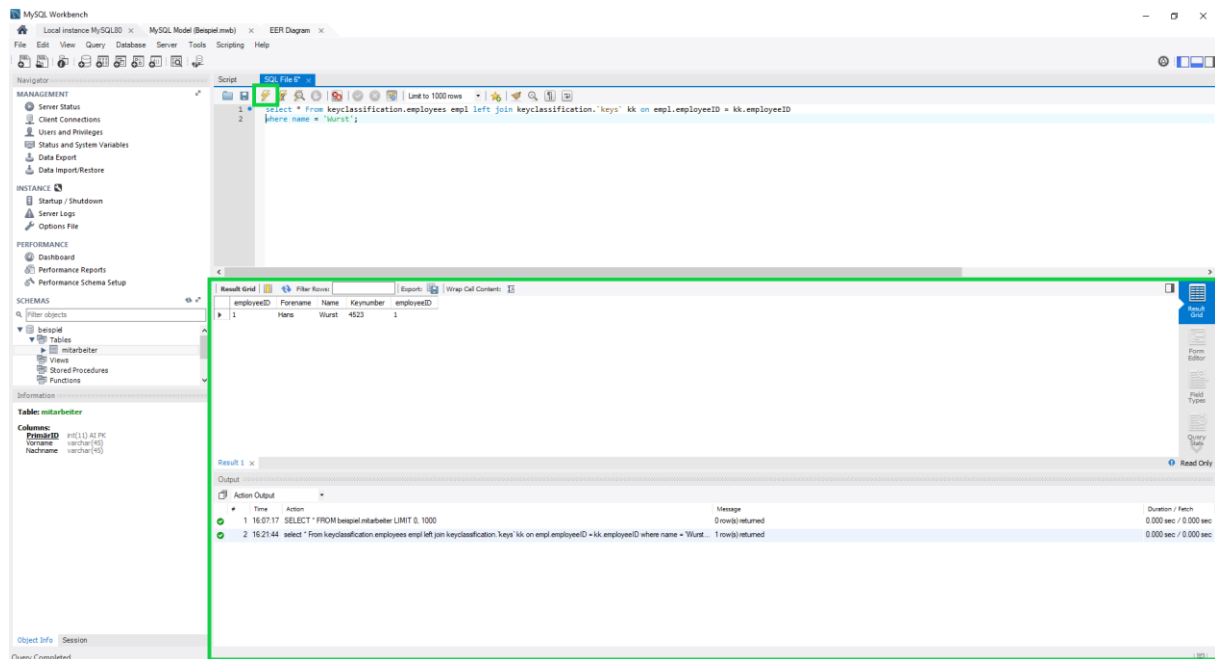 MySQL Workbench
Local instance MySQL80 × MySQL Model (Beispiel.mwb) × EER Diagram ×
File Edit View Query Database Server Tools Scripting Help
Navigator
MANAGEMENT
Server Status
Client Connections
Users and Privileges
Status and System Variables
Data Export
Data Import/Restore
INSTANCE
Startup / Shutdown
Server Logs
Options File
PERFORMANCE
Dashboard
Performance Reports
Performance Schema Setup
SCHEMAS
Filter objects
beispiel
Tables
mitarbeiter
Views
Stored Procedures
Functions
Information
Table: mitarbeiter
Columns:
PrimärID int(11) AI PK
Vorname varchar(45)
Nachname varchar(45)
Object Info Session
Query Completed
Script SQL File 6* ×
Limit to 1000 rows
1 select * From keyclassification.employees empl left join keyclassification.`keys` kk on empl.employeeID = kk.employeeID
2 where name = 'Wurst';
Result Grid Filter Rows: Export: Wrap Cell Content:
employeeID Forename Name Keynumber employeeID
1 Hans Wurst 4523 1
Result Grid
Form Editor
Field Types
Query Stats
Result 1 × Read Only
Output
Action Output
# Time Action Message Duration / Fetch
1 16:07:17 SELECT * FROM beispiel.mitarbeiter LIMIT 0, 1000 0 row(s) returned 0.000 sec / 0.000 sec
2 16:21:44 select * From keyclassification.employees empl left join keyclassification.`keys` kk on empl.employeeID = kk.employeeID where name = 'Wurst... 1 row(s) returned 0.000 sec / 0.000 sec